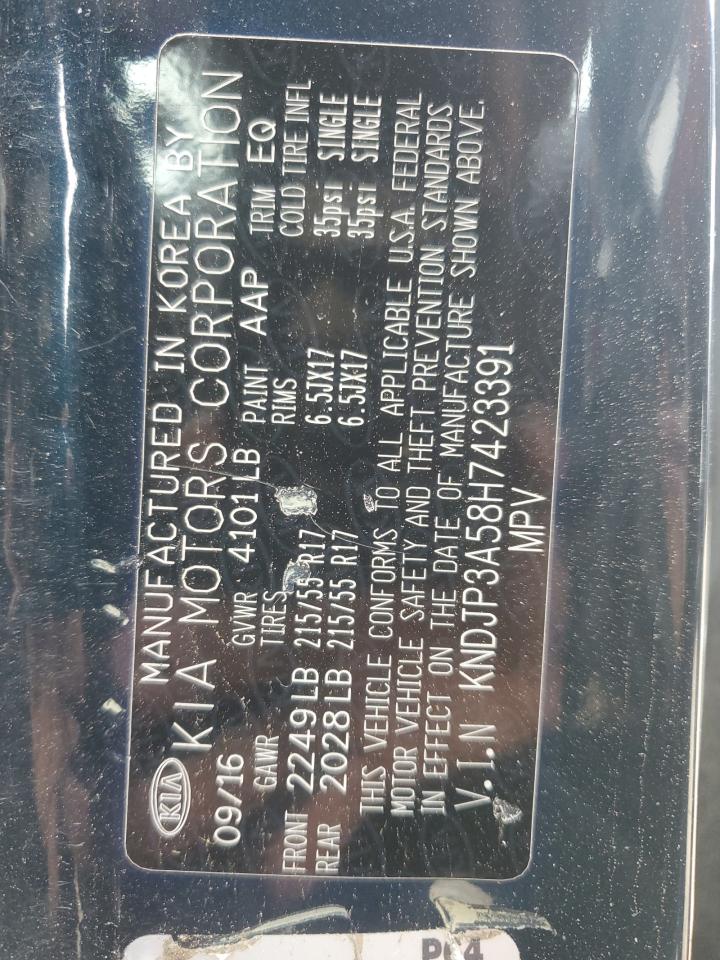 KIA
MANUFACTURED IN KOREA BY
KIA MOTORS CORPORATION
09/16 GVWR 4101 LB PAINT AAP TRIM EQ
GAWR TIRES RIMS COLD TIRE INFL
FRONT 2249LB 215/55 R17 6.5JX17 35psi SINGLE
REAR 2028LB 215/55 R17 6.5JX17 35psi SINGLE
THIS VEHICLE CONFORMS TO ALL APPLICABLE U.S.A. FEDERAL
MOTOR VEHICLE SAFETY AND THEFT PREVENTION STANDARDS
IN EFFECT ON THE DATE OF MANUFACTURE SHOWN ABOVE.
V.I.N KNDJP3A58H7423391
MPV